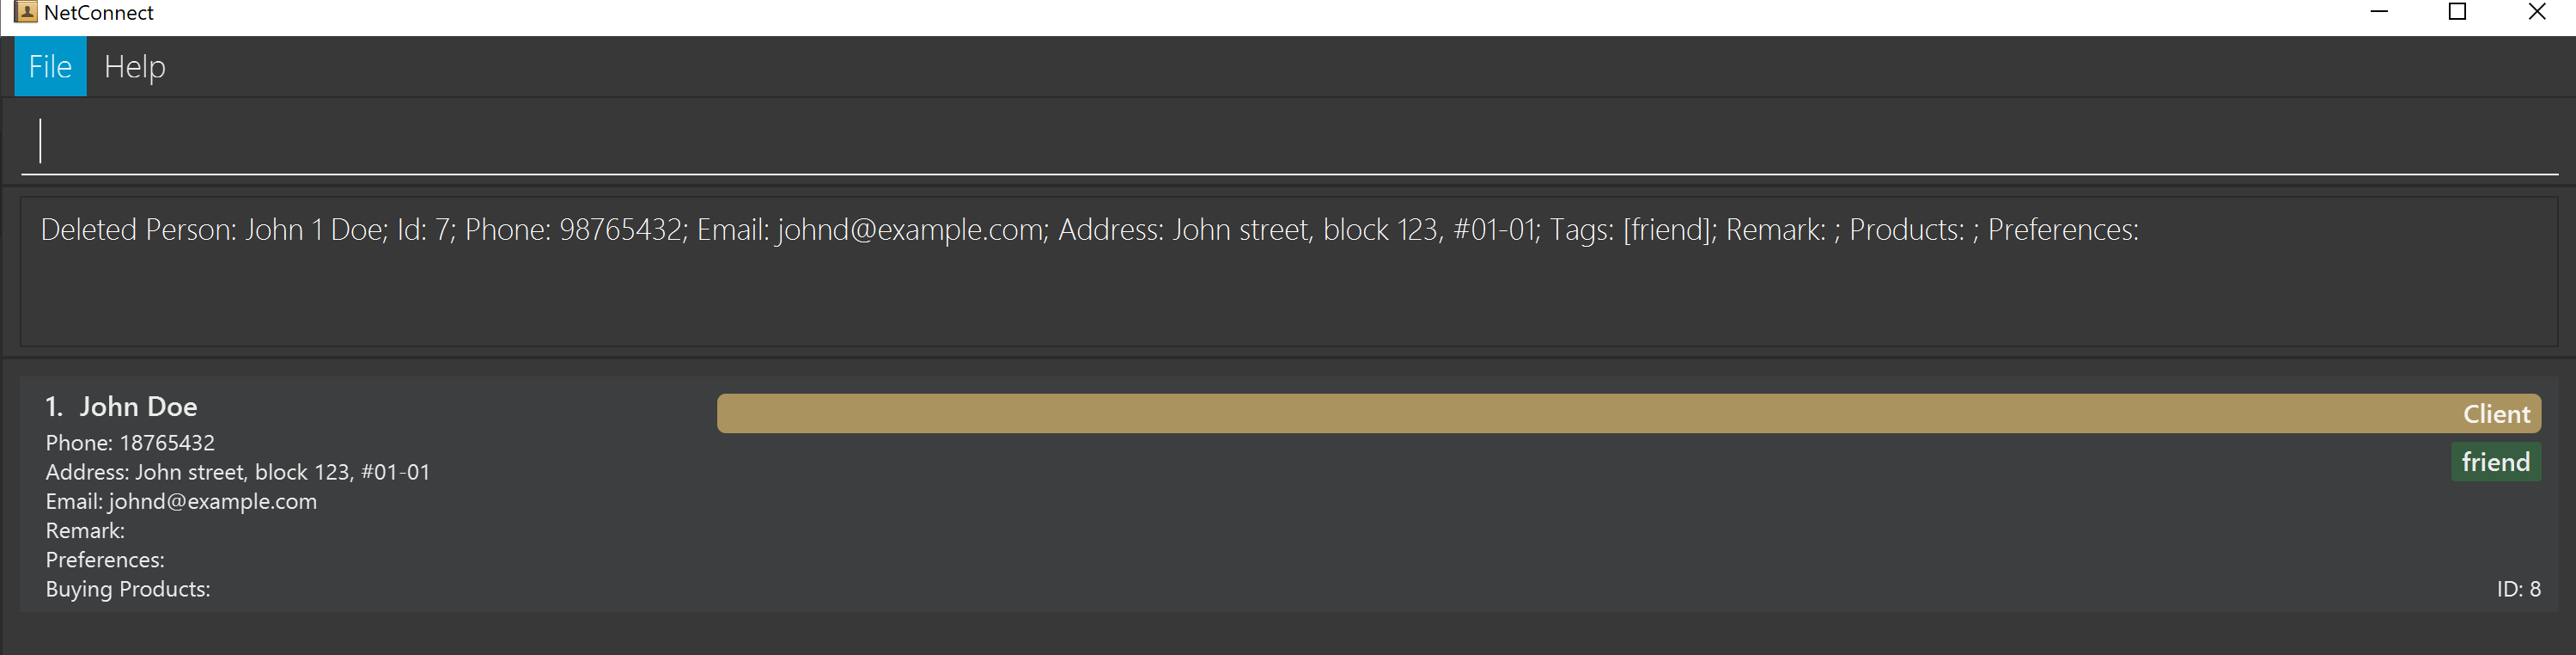 NetConnect
File Help
Deleted Person: John 1 Doe; Id: 7; Phone: 98765432; Email: johnd@example.com; Address: John street, block 123, #01-01; Tags: [friend]; Remark: ; Products: ; Preferences:
1. John Doe
Client
Phone: 18765432
friend
Address: John street, block 123, #01-01
Email: johnd@example.com
Remark:
Preferences:
Buying Products:
ID: 8